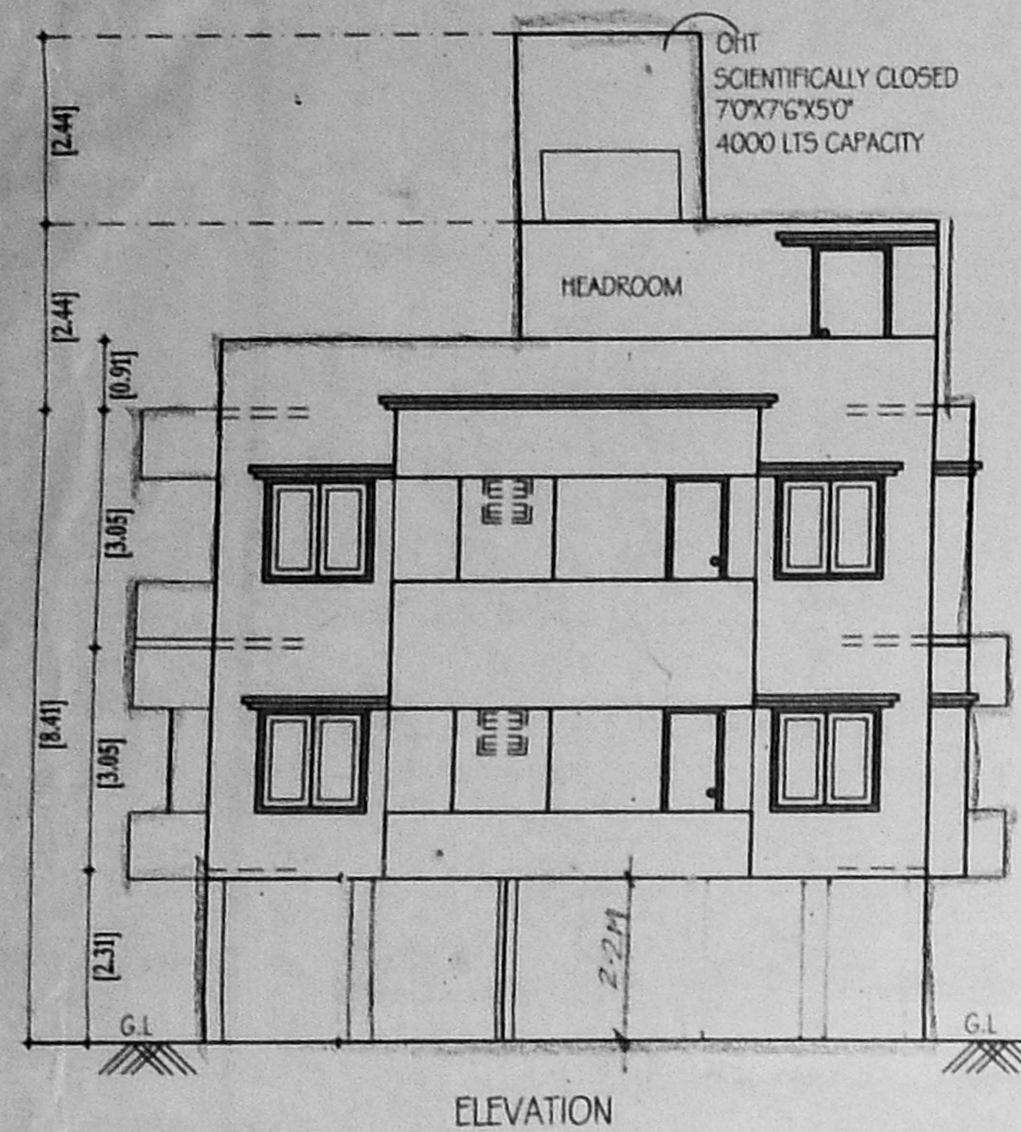 OHT
SCIENTIFICALLY CLOSED
7'0"X7'6"X5'0"
4000 LTS CAPACITY
[2.44]
HEADROOM
[2.44]
[0.91]
[3.05]
[8.41]
[3.05]
[2.31]
2.2M
G.L
G.L
ELEVATION